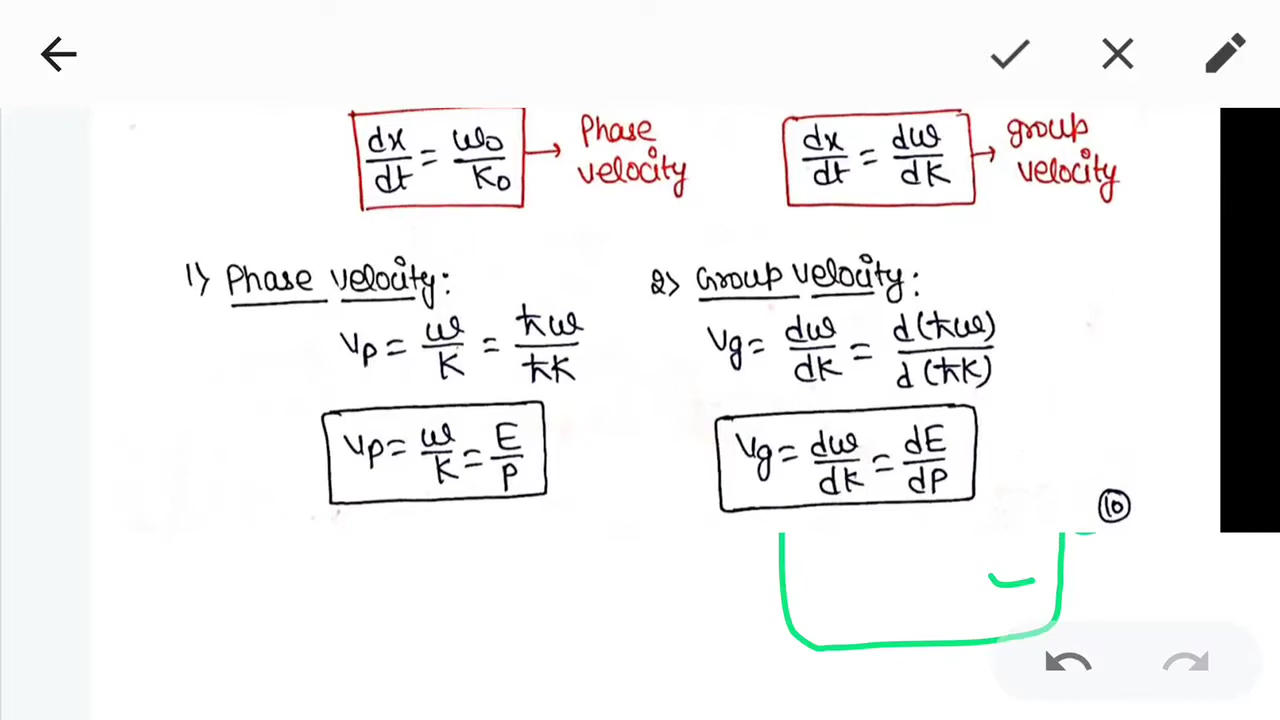 dx/dt = ω₀/K₀ → Phase velocity
dx/dt = dω/dK → group velocity
1) Phase velocity:
Vp = ω/K = ħω/ħK
Vp = ω/K = E/P
2) Group velocity:
Vg = dω/dK = d(ħω)/d(ħK)
Vg = dω/dK = dE/dP
10